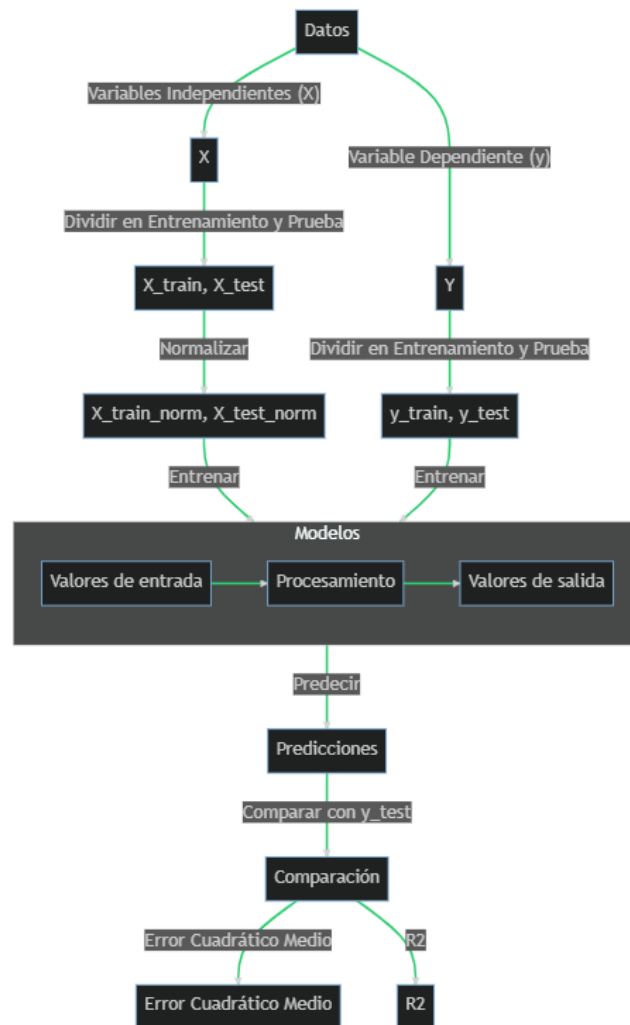 Datos
Variables Independientes (X)
X
Variable Dependiente (y)
Dividir en Entrenamiento y Prueba
X_train, X_test
Y
Normalizar
Dividir en Entrenamiento y Prueba
X_train_norm, X_test_norm
y_train, y_test
Entrenar
Entrenar
Modelos
Valores de entrada
Procesamiento
Valores de salida
Predecir
Predicciones
Comparar con y_test
Comparación
Error Cuadrático Medio
R2
Error Cuadrático Medio
R2